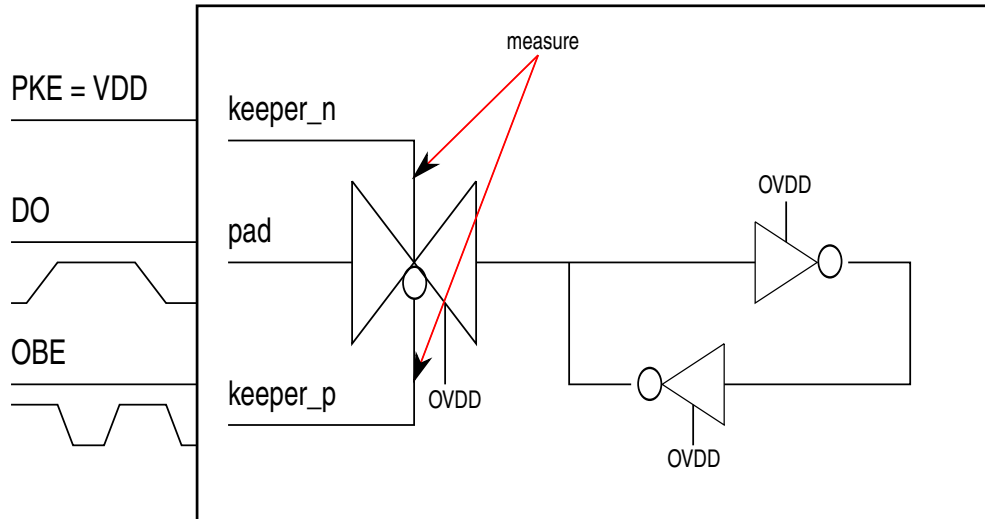 measure
PKE = VDD
keeper_n
DO
pad
OVDD
OBE
keeper_p
OVDD
OVDD